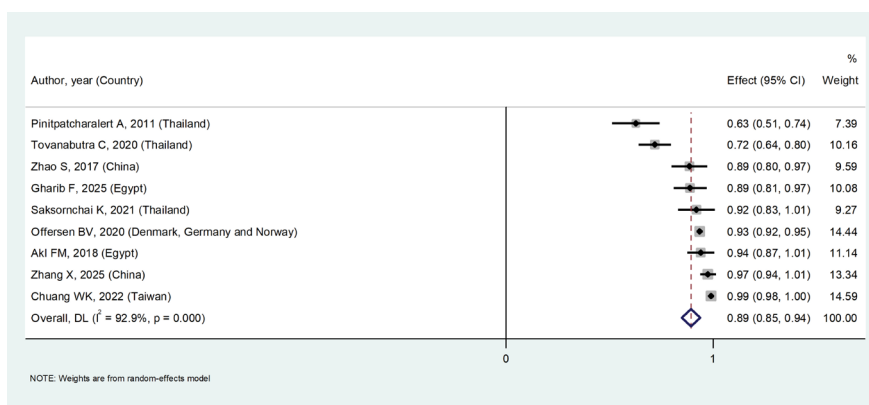 %
Author, year (Country) Effect (95% CI) Weight
Pinitpatcharalert A, 2011 (Thailand) 0.63 (0.51, 0.74) 7.39
Tovanabutra C, 2020 (Thailand) 0.72 (0.64, 0.80) 10.16
Zhao S, 2017 (China) 0.89 (0.80, 0.97) 9.59
Gharib F, 2025 (Egypt) 0.89 (0.81, 0.97) 10.08
Saksornchai K, 2021 (Thailand) 0.92 (0.83, 1.01) 9.27
Offersen BV, 2020 (Denmark, Germany and Norway) 0.93 (0.92, 0.95) 14.44
Akl FM, 2018 (Egypt) 0.94 (0.87, 1.01) 11.14
Zhang X, 2025 (China) 0.97 (0.94, 1.01) 13.34
Chuang WK, 2022 (Taiwan) 0.99 (0.98, 1.00) 14.59
Overall, DL (I² = 92.9%, p = 0.000) 0.89 (0.85, 0.94) 100.00
0 1
NOTE: Weights are from random-effects model